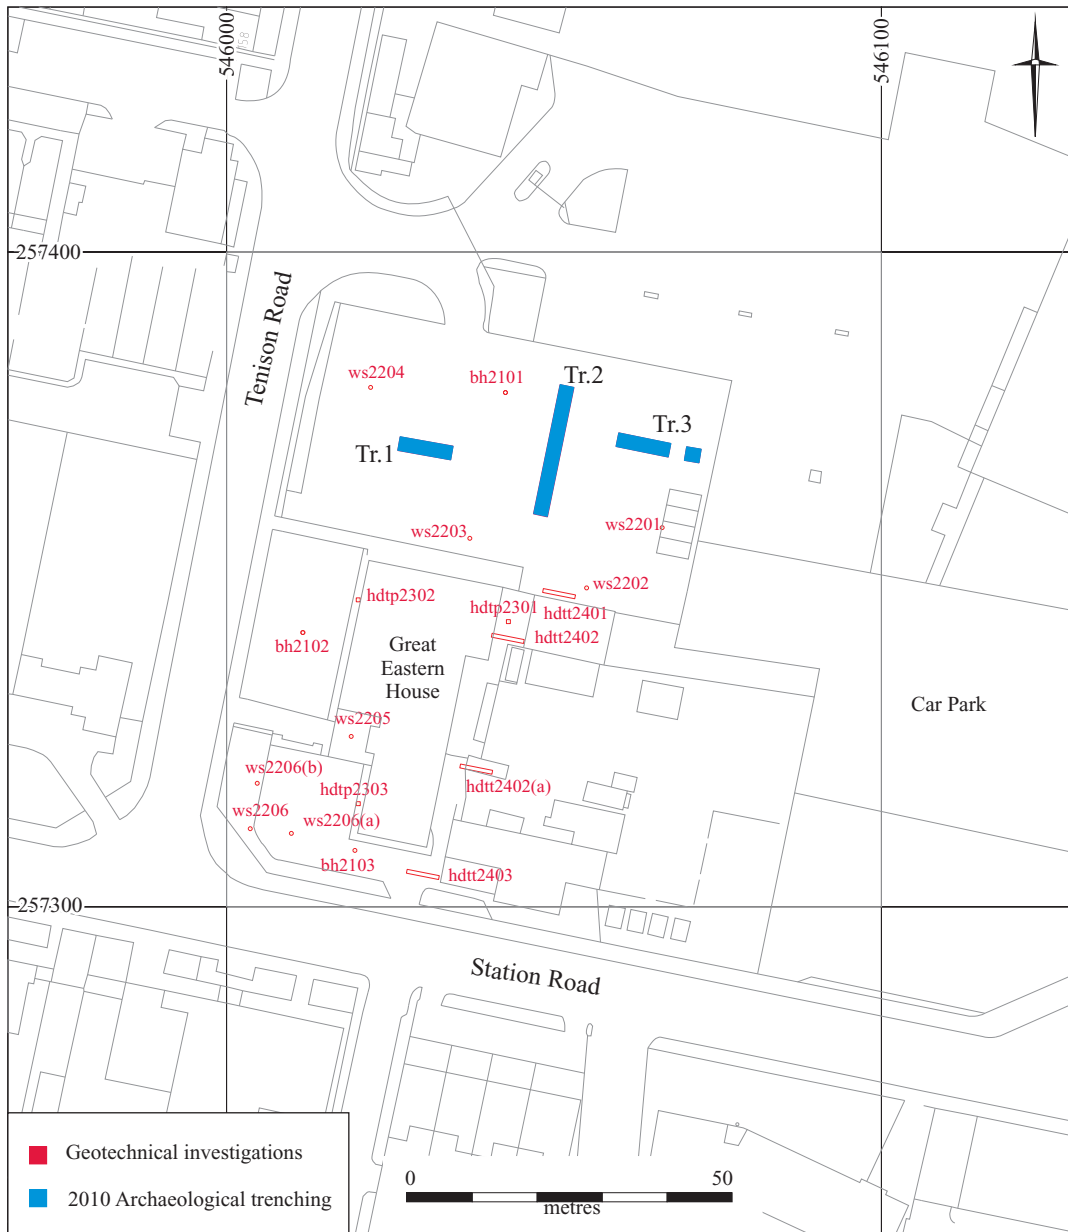 546000
546100
158
257400
Tenison Road
ws2204
bh2101
Tr.2
Tr.3
Tr.1
ws2203
ws2201
ws2202
hdtp2302
hdtp2301
hdtt2401
hdtt2402
bh2102
Great
Eastern
House
Car Park
ws2205
ws2206(b)
hdtt2402(a)
hdtp2303
ws2206
ws2206(a)
bh2103
hdtt2403
257300
Station Road
Geotechnical investigations
2010 Archaeological trenching
0
50
metres